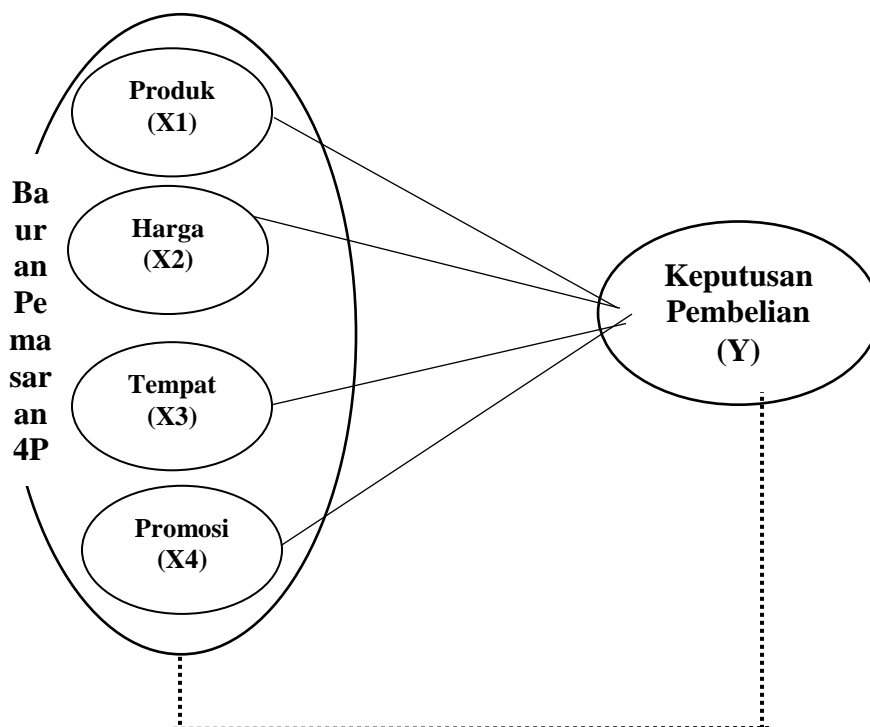 Produk
(X1)
Ba
ur
an
Pe
ma
sar
an
4P
Harga
(X2)
Tempat
(X3)
Promosi
(X4)
Keputusan
Pembelian
(Y)